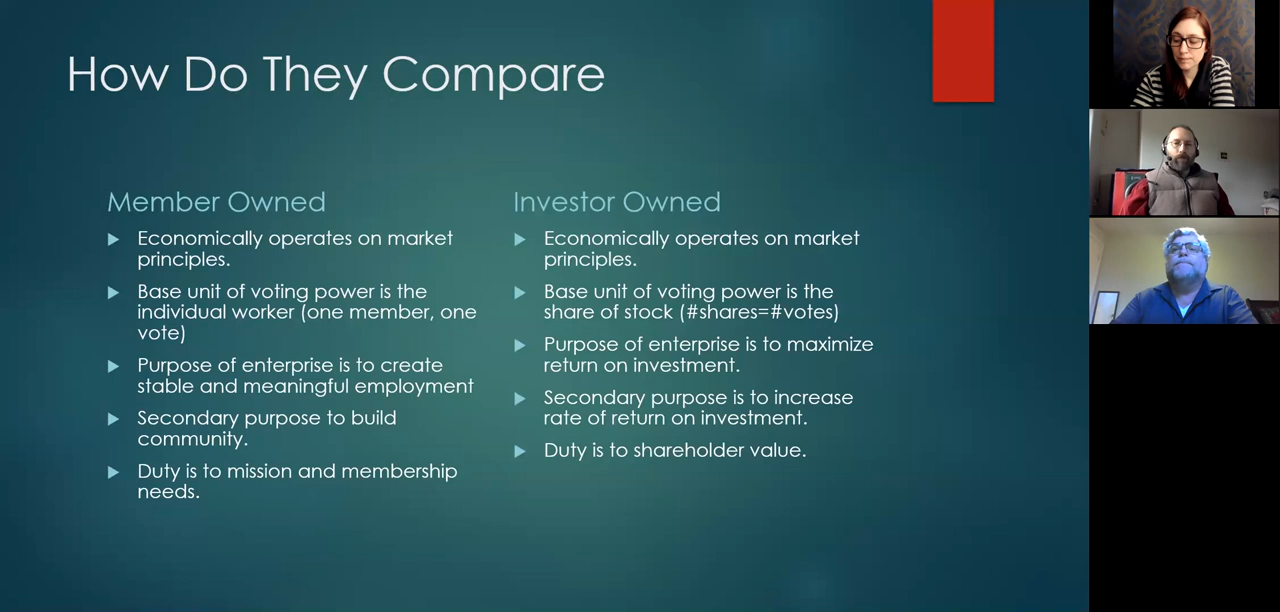 How Do They Compare
Member Owned
Economically operates on market
principles.
Base unit of voting power is the
individual worker (one member, one
vote)
Purpose of enterprise is to create
stable and meaningful employment
Secondary purpose to build
community.
Duty is to mission and membership
needs.
Investor Owned
Economically operates on market
principles.
Base unit of voting power is the
share of stock (#shares=#votes)
Purpose of enterprise is to maximize
return on investment.
Secondary purpose is to increase
rate of return on investment.
Duty is to shareholder value.